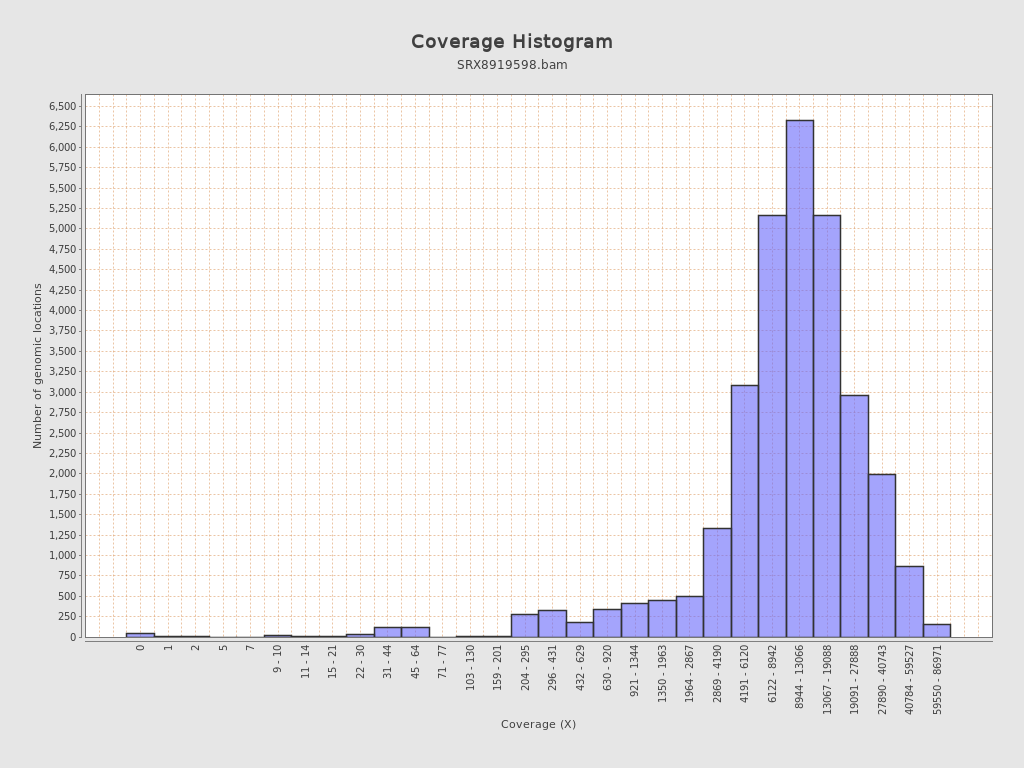 Coverage Histogram
SRX8919598.bam
Number of genomic locations
6,500
6,250
6,000
5,750
5,500
5,250
5,000
4,750
4,500
4,250
4,000
3,750
3,500
3,250
3,000
2,750
2,500
2,250
2,000
1,750
1,500
1,250
1,000
750
500
250
0
0
1
2
5
7
9 - 10
11 - 14
15 - 21
22 - 30
31 - 44
45 - 64
71 - 77
103 - 130
159 - 201
204 - 295
296 - 431
432 - 629
630 - 920
921 - 1344
1350 - 1963
1964 - 2867
2869 - 4190
4191 - 6120
6122 - 8942
8944 - 13066
13067 - 19088
19091 - 27888
27890 - 40743
40784 - 59527
59550 - 86971
Coverage (X)